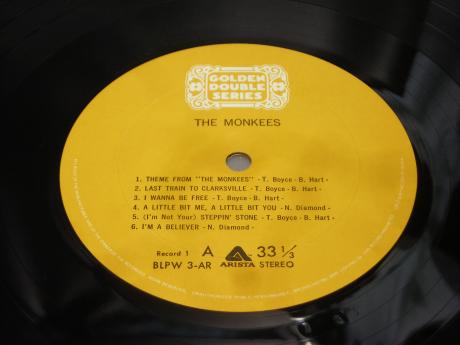 GOLDEN
DOUBLE
SERIES
THE MONKEES
1. THEME FROM "THE MONKEES" - T. Boyce - B. Hart -
2. LAST TRAIN TO CLARKSVILLE - T. Boyce - B. Hart -
3. I WANNA BE FREE - T. Boyce - B. Hart -
4. A LITTLE BIT ME, A LITTLE BIT YOU - N. Diamond -
5. (I'm Not Your) STEPPIN' STONE - T. Boyce - B. Hart -
6. I'M A BELIEVER - N. Diamond -
Record 1 A 33 1/3
BLPW 3-AR ARISTA STEREO